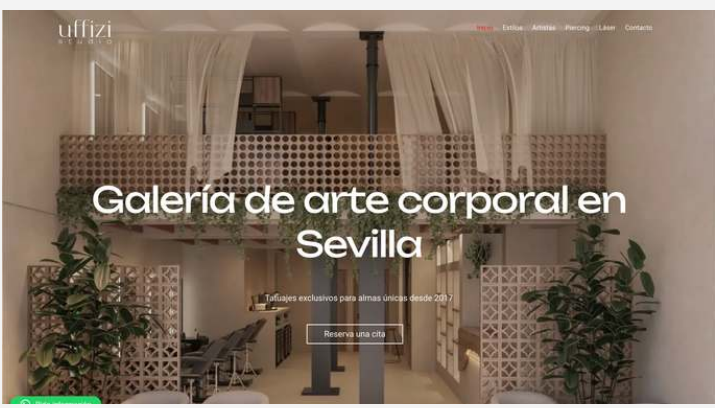 uffizi
studio
Inicio Estilos Artistas Piercing Láser Contacto
Galería de arte corporal en
Sevilla
Tatuajes exclusivos para almas únicas desde 2017
Reserva una cita